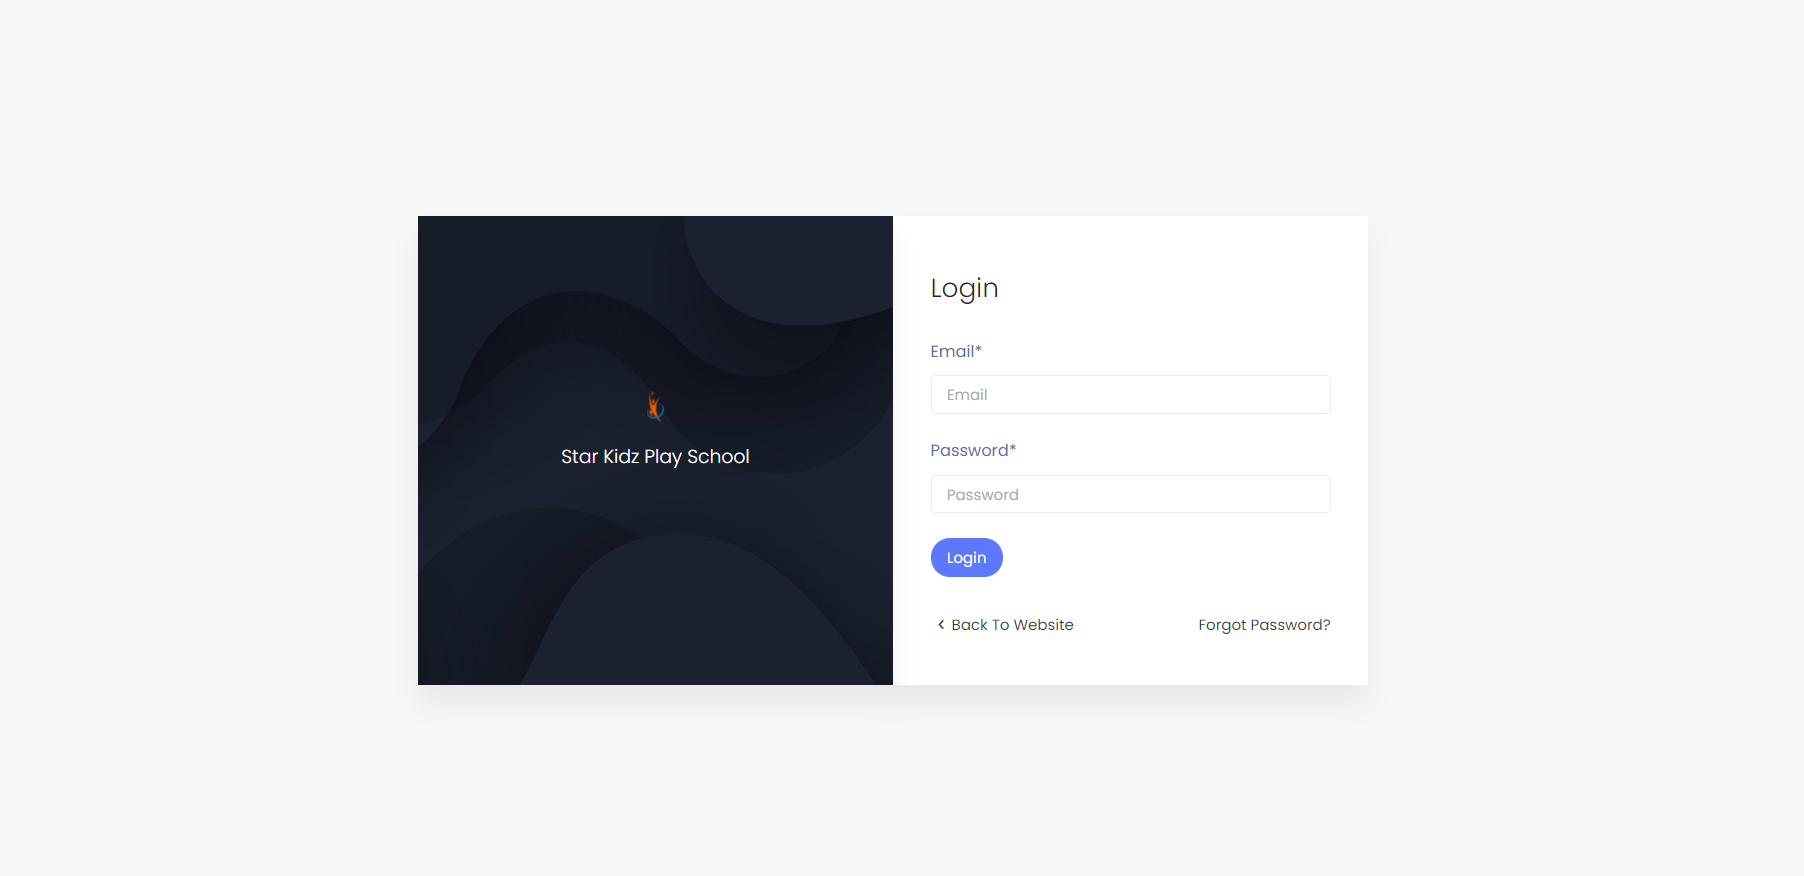 Star Kidz Play School
Login
Email*
Email
Password*
Password
Login
Back To Website
Forgot Password?